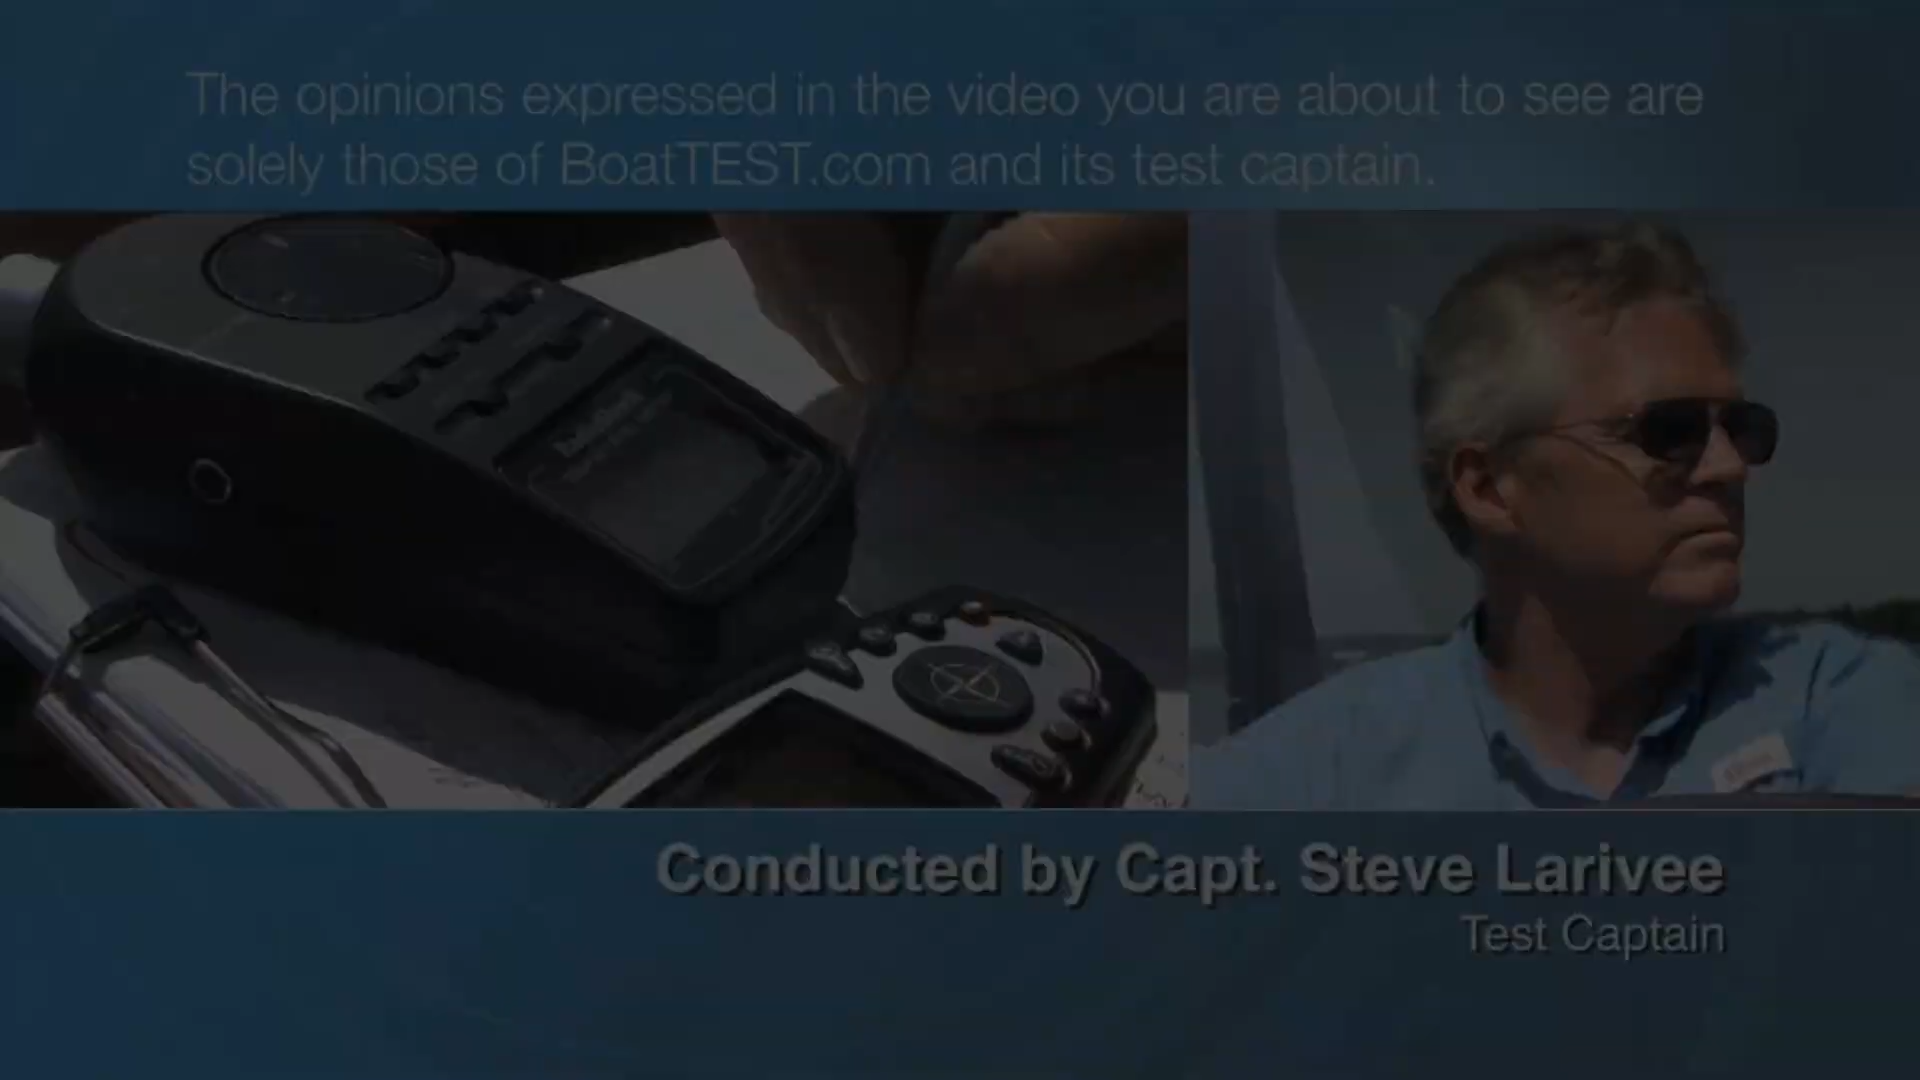 The opinions expressed in the video you are about to see are
solely those of BoatTEST.com and its test captain.
Conducted by Capt. Steve Larivee
Test Captain